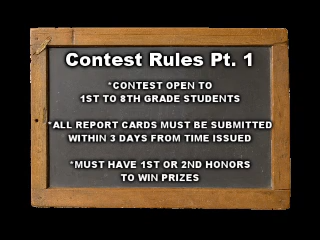 Contest Rules Pt. 1
*CONTEST OPEN TO
1ST TO 8TH GRADE STUDENTS
*ALL REPORT CARDS MUST BE SUBMITTED
WITHIN 3 DAYS FROM TIME ISSUED
*MUST HAVE 1ST OR 2ND HONORS
TO WIN PRIZES